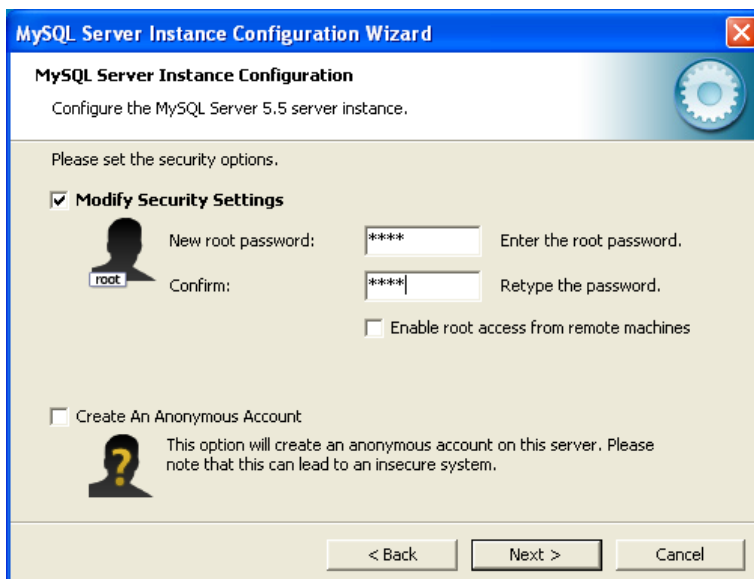 MySQL Server Instance Configuration Wizard
MySQL Server Instance Configuration
Configure the MySQL Server 5.5 server instance.
Please set the security options.
Modify Security Settings
New root password: **** Enter the root password.
root
Confirm: **** Retype the password.
Enable root access from remote machines
Create An Anonymous Account
This option will create an anonymous account on this server. Please
note that this can lead to an insecure system.
< Back Next > Cancel